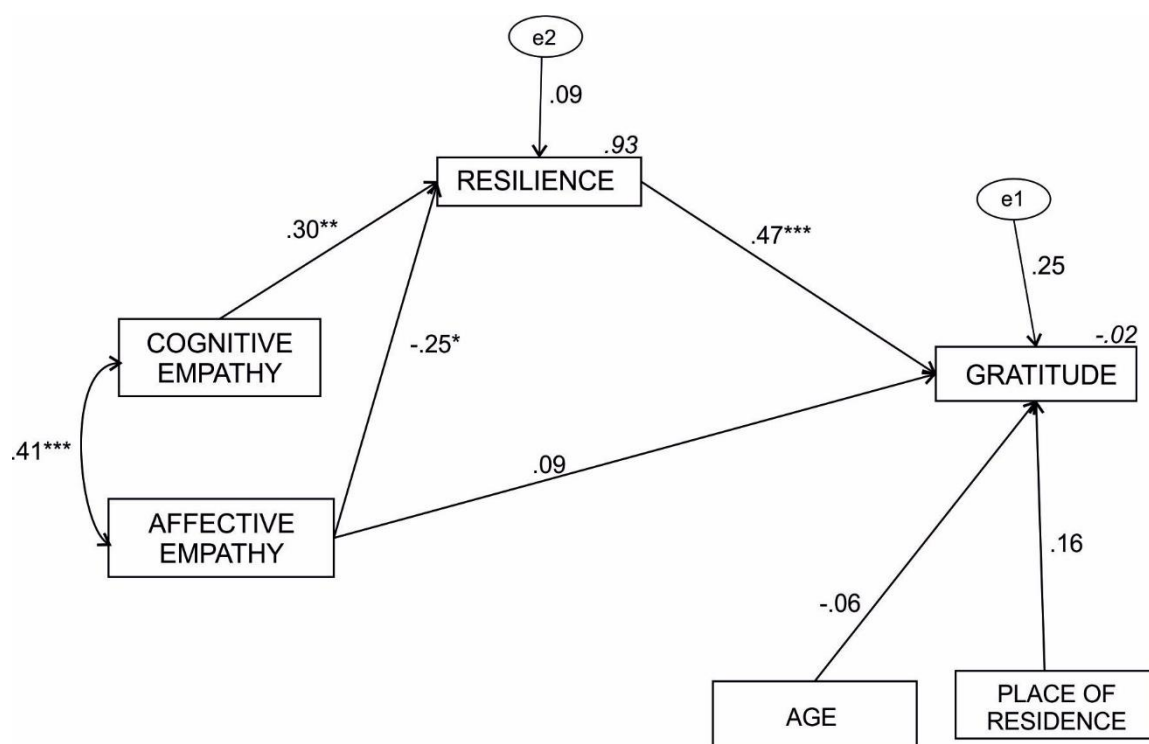 e2
.09
.93
RESILIENCE
e1
.30**
.47***
.25
COGNITIVE
EMPATHY
-.25*
-.02
GRATITUDE
.41***
.09
AFFECTIVE
EMPATHY
.16
-.06
AGE
PLACE OF
RESIDENCE